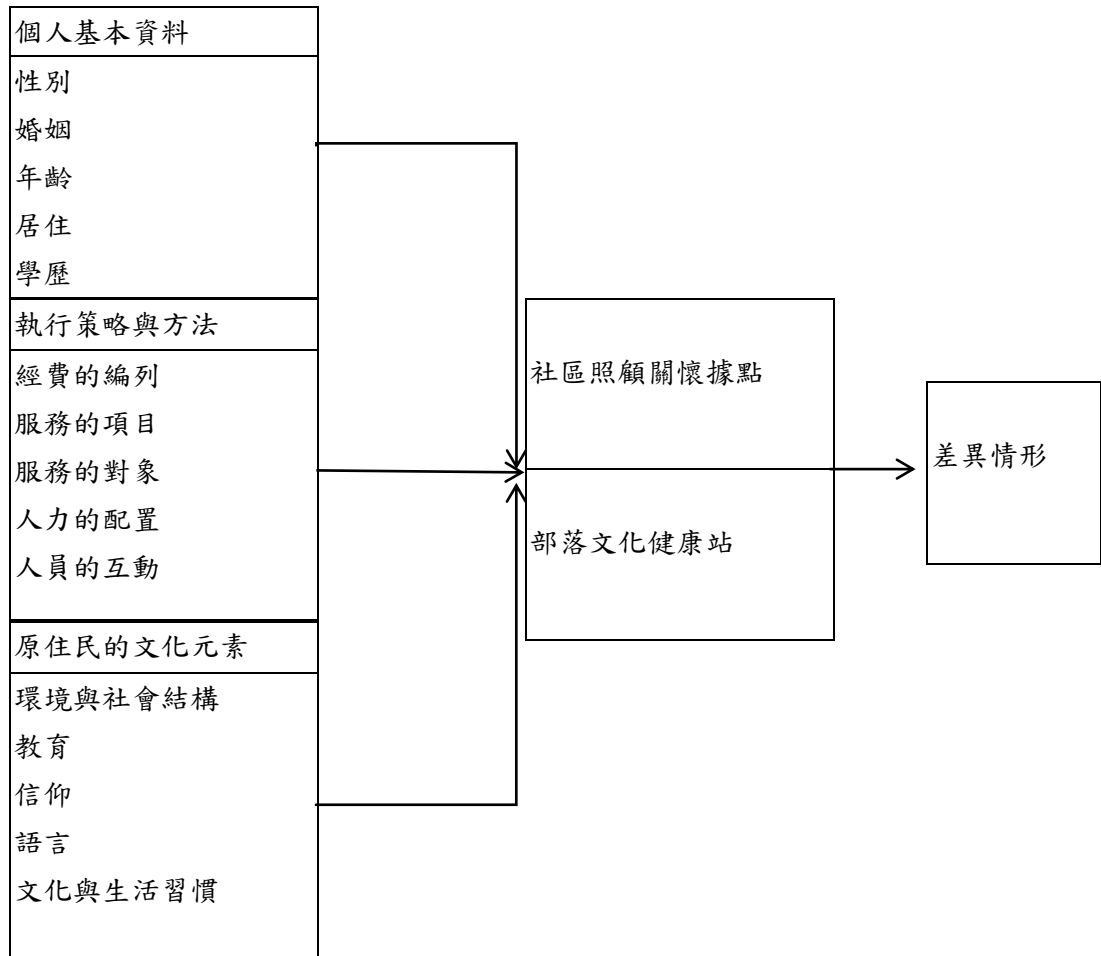 個人基本資料
性別
婚姻
年齡
居住
學歷
執行策略與方法
經費的編列
服務的項目
服務的對象
人力的配置
人員的互動
原住民的文化元素
環境與社會結構
教育
信仰
語言
文化與生活習慣
社區照顧關懷據點
部落文化健康站
差異情形